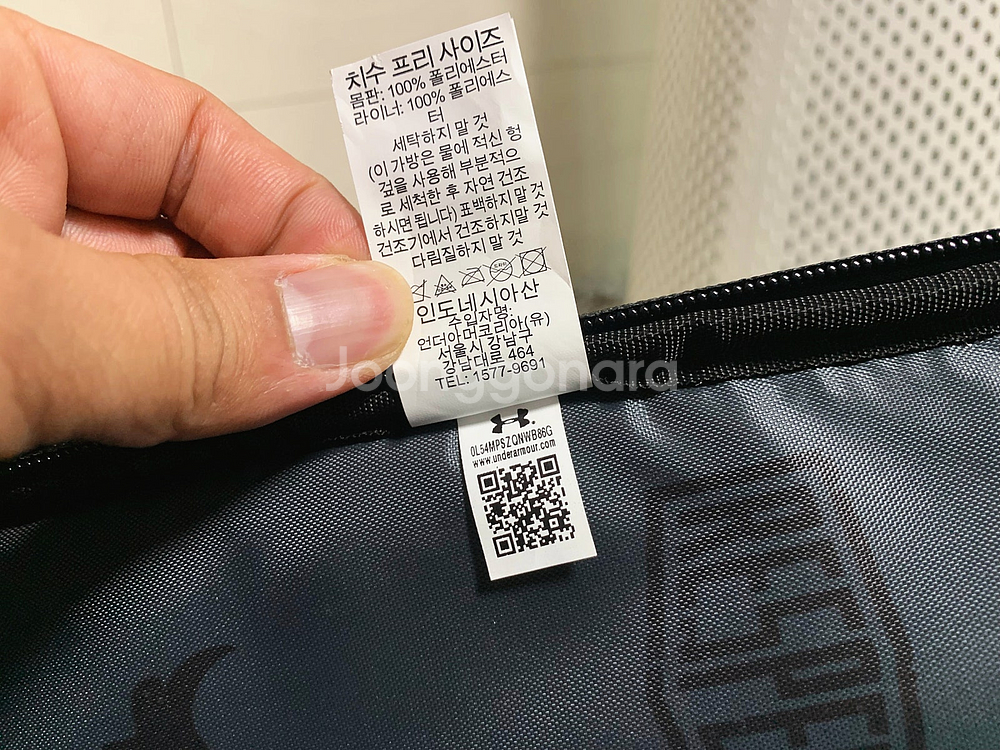 치수 프리 사이즈
몸판: 100% 폴리에스터
라이너: 100% 폴리에스
터
세탁하지 말 것
(이 가방은 물에 적신 헝
겊을 사용해 부분적으
로 세척한 후 자연 건조
하시면 됩니다) 표백하지 말 것
건조기에서 건조하지말 것
다림질하지 말 것
인도네시아산
수입자명:
언더아머코리아(유)
서울시 강남구
강남대로 464
TEL: 1577-9691
Joonggonara
0L54MPSZQNWB86G
www.underarmour.com